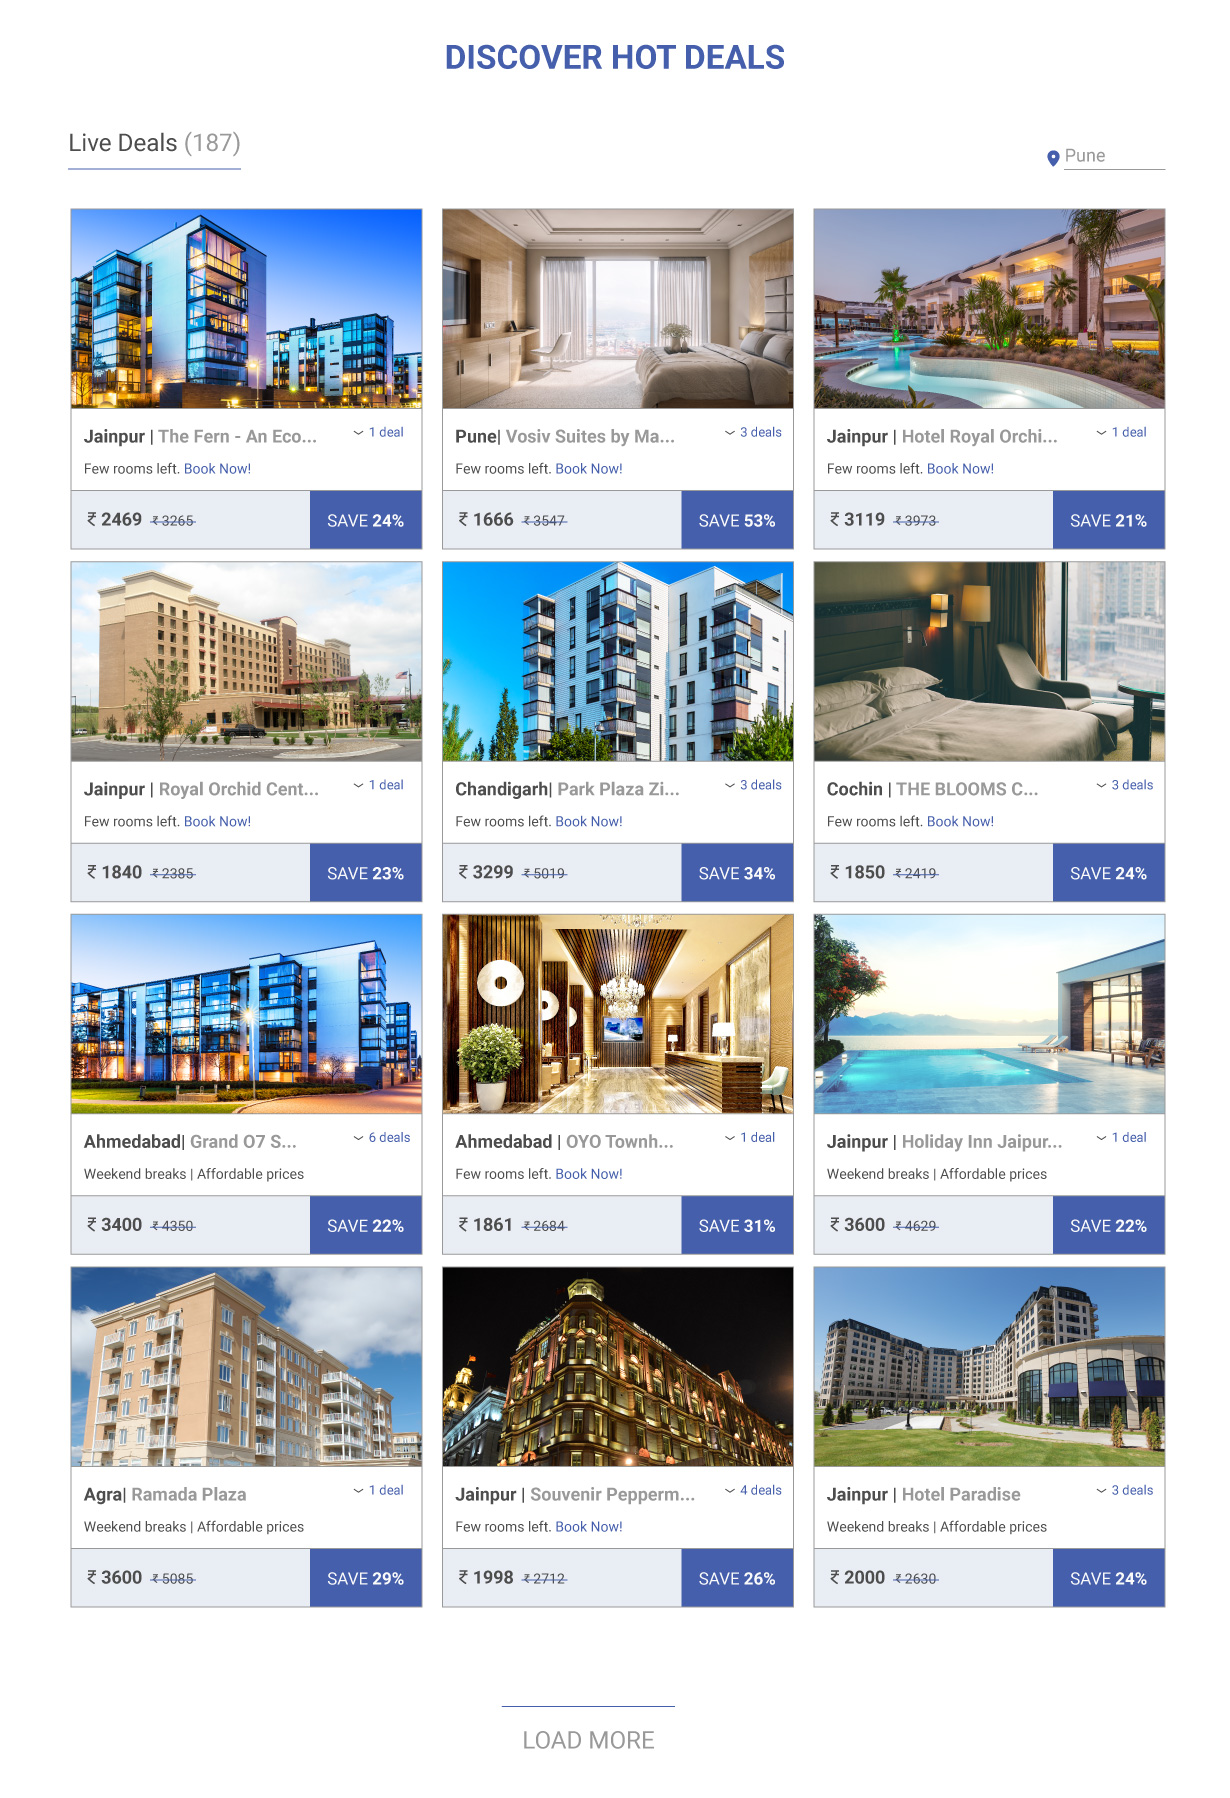 DISCOVER HOT DEALS
Live Deals (187)
Pune
Jainpur | The Fern - An Eco... 1 deal
Few rooms left. Book Now!
₹ 2469 ₹ 3265 SAVE 24%
Pune| Vosiv Suites by Ma... 3 deals
Few rooms left. Book Now!
₹ 1666 ₹ 3547 SAVE 53%
Jainpur | Hotel Royal Orchi... 1 deal
Few rooms left. Book Now!
₹ 3119 ₹ 3973 SAVE 21%
Jainpur | Royal Orchid Cent... 1 deal
Few rooms left. Book Now!
₹ 1840 ₹ 2385 SAVE 23%
Chandigarh| Park Plaza Zi... 3 deals
Few rooms left. Book Now!
₹ 3299 ₹ 5019 SAVE 34%
Cochin | THE BLOOMS C... 3 deals
Few rooms left. Book Now!
₹ 1850 ₹ 2419 SAVE 24%
Ahmedabad| Grand O7 S... 6 deals
Weekend breaks | Affordable prices
₹ 3400 ₹ 4350 SAVE 22%
Ahmedabad | OYO Townh... 1 deal
Few rooms left. Book Now!
₹ 1861 ₹ 2684 SAVE 31%
Jainpur | Holiday Inn Jaipur... 1 deal
Weekend breaks | Affordable prices
₹ 3600 ₹ 4629 SAVE 22%
Agra| Ramada Plaza 1 deal
Weekend breaks | Affordable prices
₹ 3600 ₹ 5085 SAVE 29%
Jainpur | Souvenir Pepperm... 4 deals
Few rooms left. Book Now!
₹ 1998 ₹ 2712 SAVE 26%
Jainpur | Hotel Paradise 3 deals
Weekend breaks | Affordable prices
₹ 2000 ₹ 2630 SAVE 24%
LOAD MORE